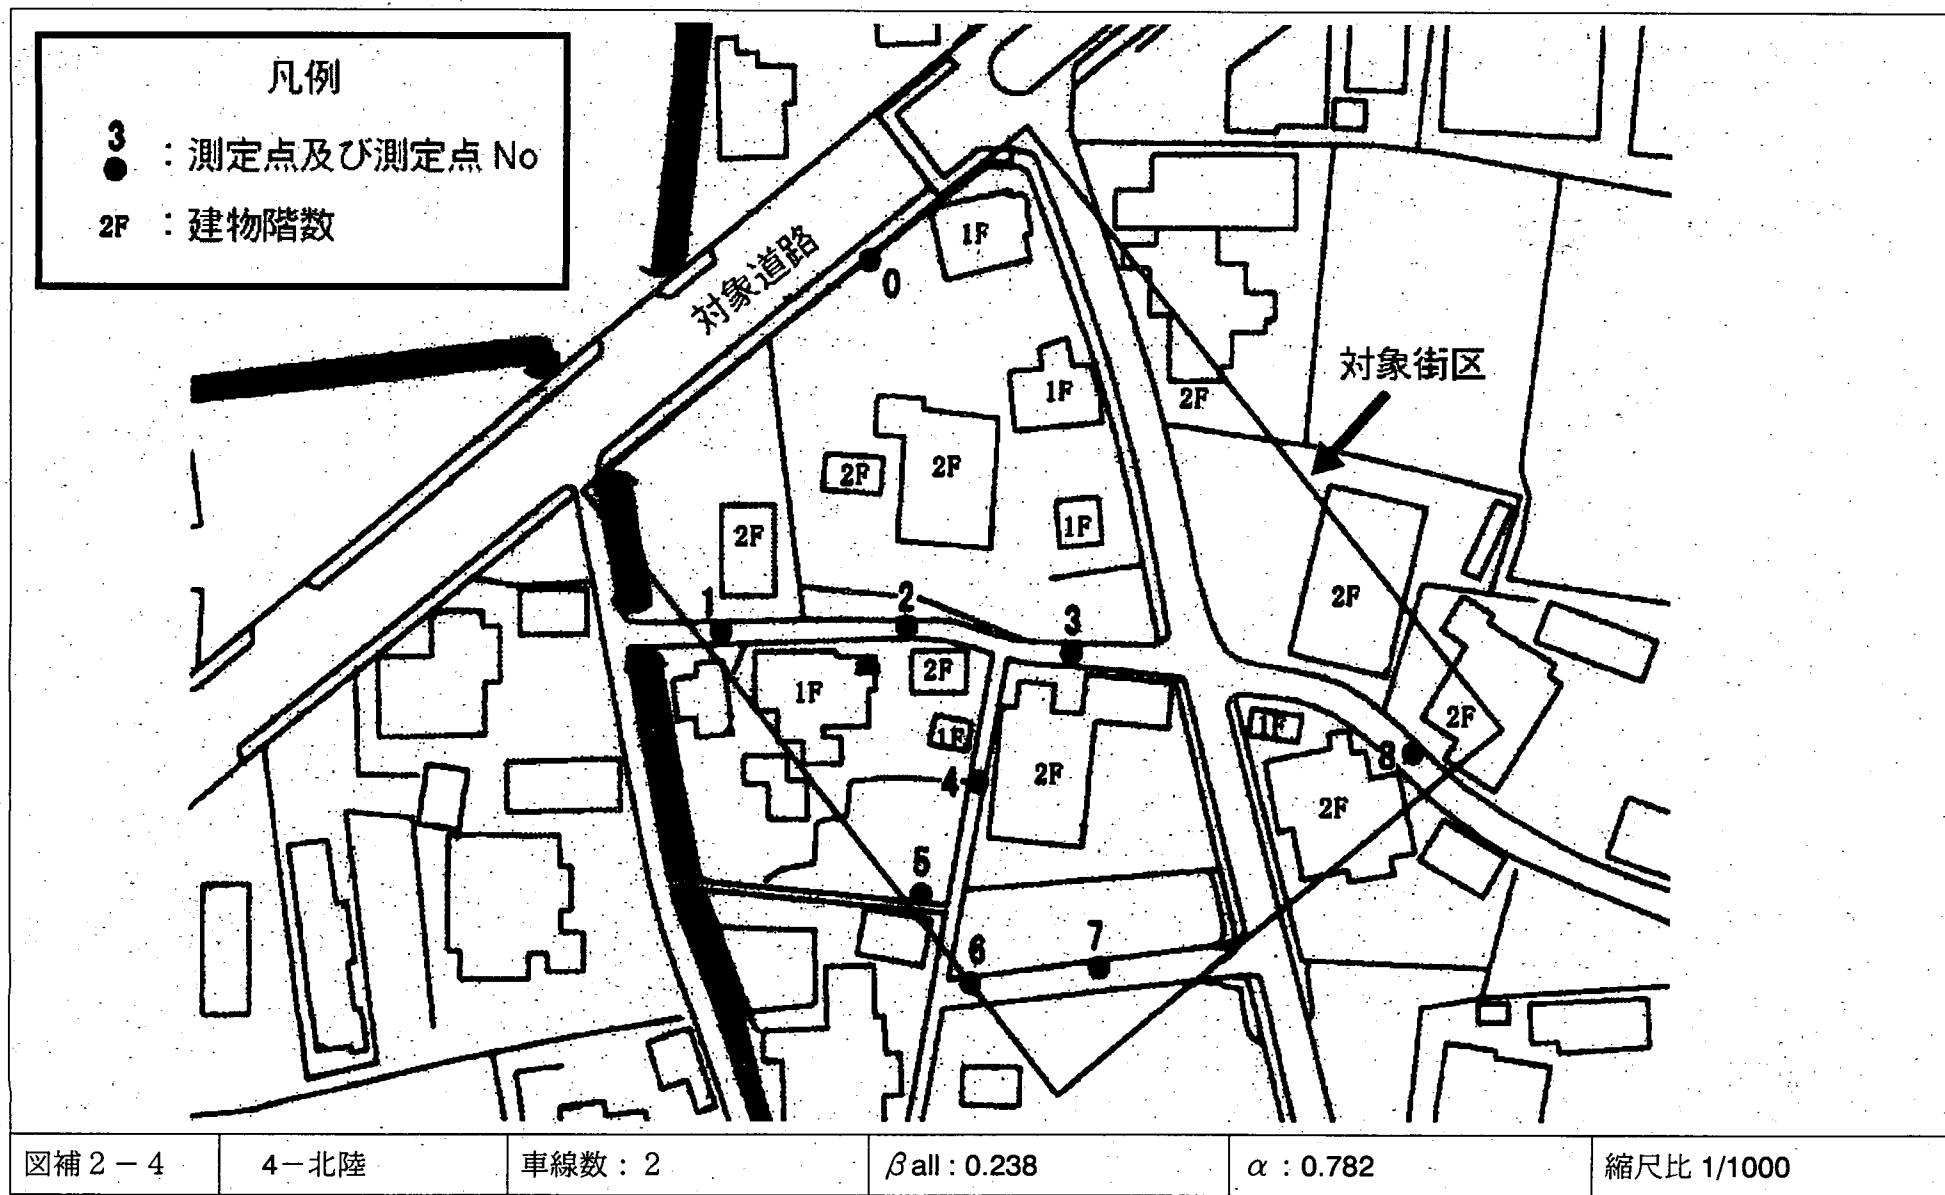 凡例
3
：測定点及び測定点 No
2F ：建物階数
対象道路
1F
0
対象街区
1F
2F
2F
2F
2F
1F
2F
1
2
3
2F
1F
2F
1F
2F
1F
8
4
2F
2F
5
6
7
図補２－４
4－北陸
車線数：2
βall：0.238
α：0.782
縮尺比 1/1000